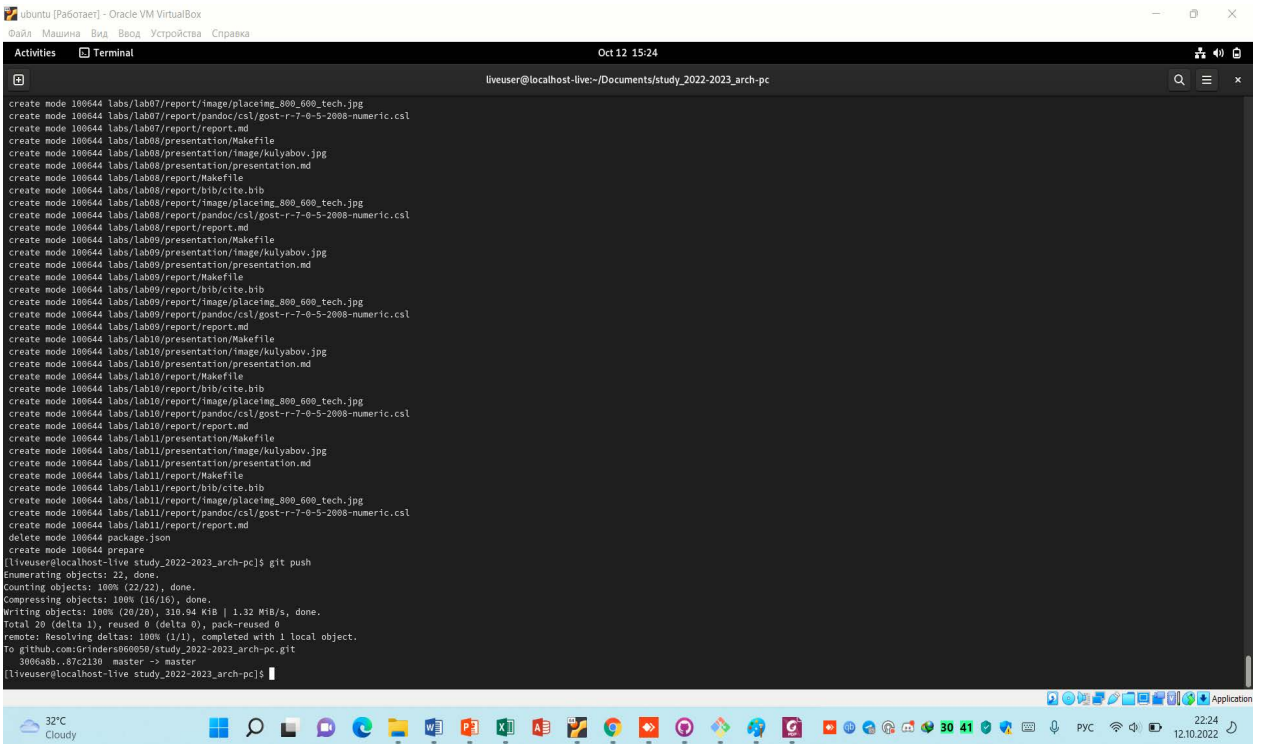 ubuntu [Работает] - Oracle VM VirtualBox
Файл Машина Вид Ввод Устройства Справка
Activities Terminal Oct 12 15:24
liveuser@localhost-live:~/Documents/study_2022-2023_arch-pc
create mode 100644 labs/lab07/report/image/placeimg_800_600_tech.jpg
create mode 100644 labs/lab07/report/pandoc/csl/gost-r-7-0-5-2008-numeric.csl
create mode 100644 labs/lab07/report/report.md
create mode 100644 labs/lab08/presentation/Makefile
create mode 100644 labs/lab08/presentation/image/kulyabov.jpg
create mode 100644 labs/lab08/presentation/presentation.md
create mode 100644 labs/lab08/report/Makefile
create mode 100644 labs/lab08/report/bib/cite.bib
create mode 100644 labs/lab08/report/image/placeimg_800_600_tech.jpg
create mode 100644 labs/lab08/report/pandoc/csl/gost-r-7-0-5-2008-numeric.csl
create mode 100644 labs/lab08/report/report.md
create mode 100644 labs/lab09/presentation/Makefile
create mode 100644 labs/lab09/presentation/image/kulyabov.jpg
create mode 100644 labs/lab09/presentation/presentation.md
create mode 100644 labs/lab09/report/Makefile
create mode 100644 labs/lab09/report/bib/cite.bib
create mode 100644 labs/lab09/report/image/placeimg_800_600_tech.jpg
create mode 100644 labs/lab09/report/pandoc/csl/gost-r-7-0-5-2008-numeric.csl
create mode 100644 labs/lab09/report/report.md
create mode 100644 labs/lab10/presentation/Makefile
create mode 100644 labs/lab10/presentation/image/kulyabov.jpg
create mode 100644 labs/lab10/presentation/presentation.md
create mode 100644 labs/lab10/report/Makefile
create mode 100644 labs/lab10/report/bib/cite.bib
create mode 100644 labs/lab10/report/image/placeimg_800_600_tech.jpg
create mode 100644 labs/lab10/report/pandoc/csl/gost-r-7-0-5-2008-numeric.csl
create mode 100644 labs/lab10/report/report.md
create mode 100644 labs/lab11/presentation/Makefile
create mode 100644 labs/lab11/presentation/image/kulyabov.jpg
create mode 100644 labs/lab11/presentation/presentation.md
create mode 100644 labs/lab11/report/Makefile
create mode 100644 labs/lab11/report/bib/cite.bib
create mode 100644 labs/lab11/report/image/placeimg_800_600_tech.jpg
create mode 100644 labs/lab11/report/pandoc/csl/gost-r-7-0-5-2008-numeric.csl
create mode 100644 labs/lab11/report/report.md
delete mode 100644 package.json
create mode 100644 prepare
[liveuser@localhost-live study_2022-2023_arch-pc]$ git push
Enumerating objects: 22, done.
Counting objects: 100% (22/22), done.
Compressing objects: 100% (16/16), done.
Writing objects: 100% (20/20), 310.94 KiB | 1.32 MiB/s, done.
Total 20 (delta 1), reused 0 (delta 0), pack-reused 0
remote: Resolving deltas: 100% (1/1), completed with 1 local object.
To github.com:Grinders060050/study_2022-2023_arch-pc.git
3006a8b..87c2130 master -> master
[liveuser@localhost-live study_2022-2023_arch-pc]$
Application
32°C
Cloudy
30 41 РУС 22:24
12.10.2022